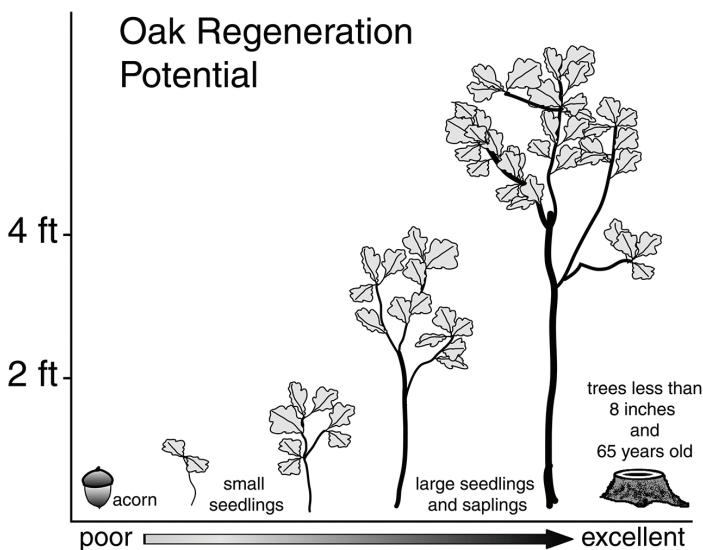 Oak Regeneration
Potential
4 ft
2 ft
trees less than
8 inches
and
65 years old
acorn
small
seedlings
large seedlings
and saplings
poor
excellent